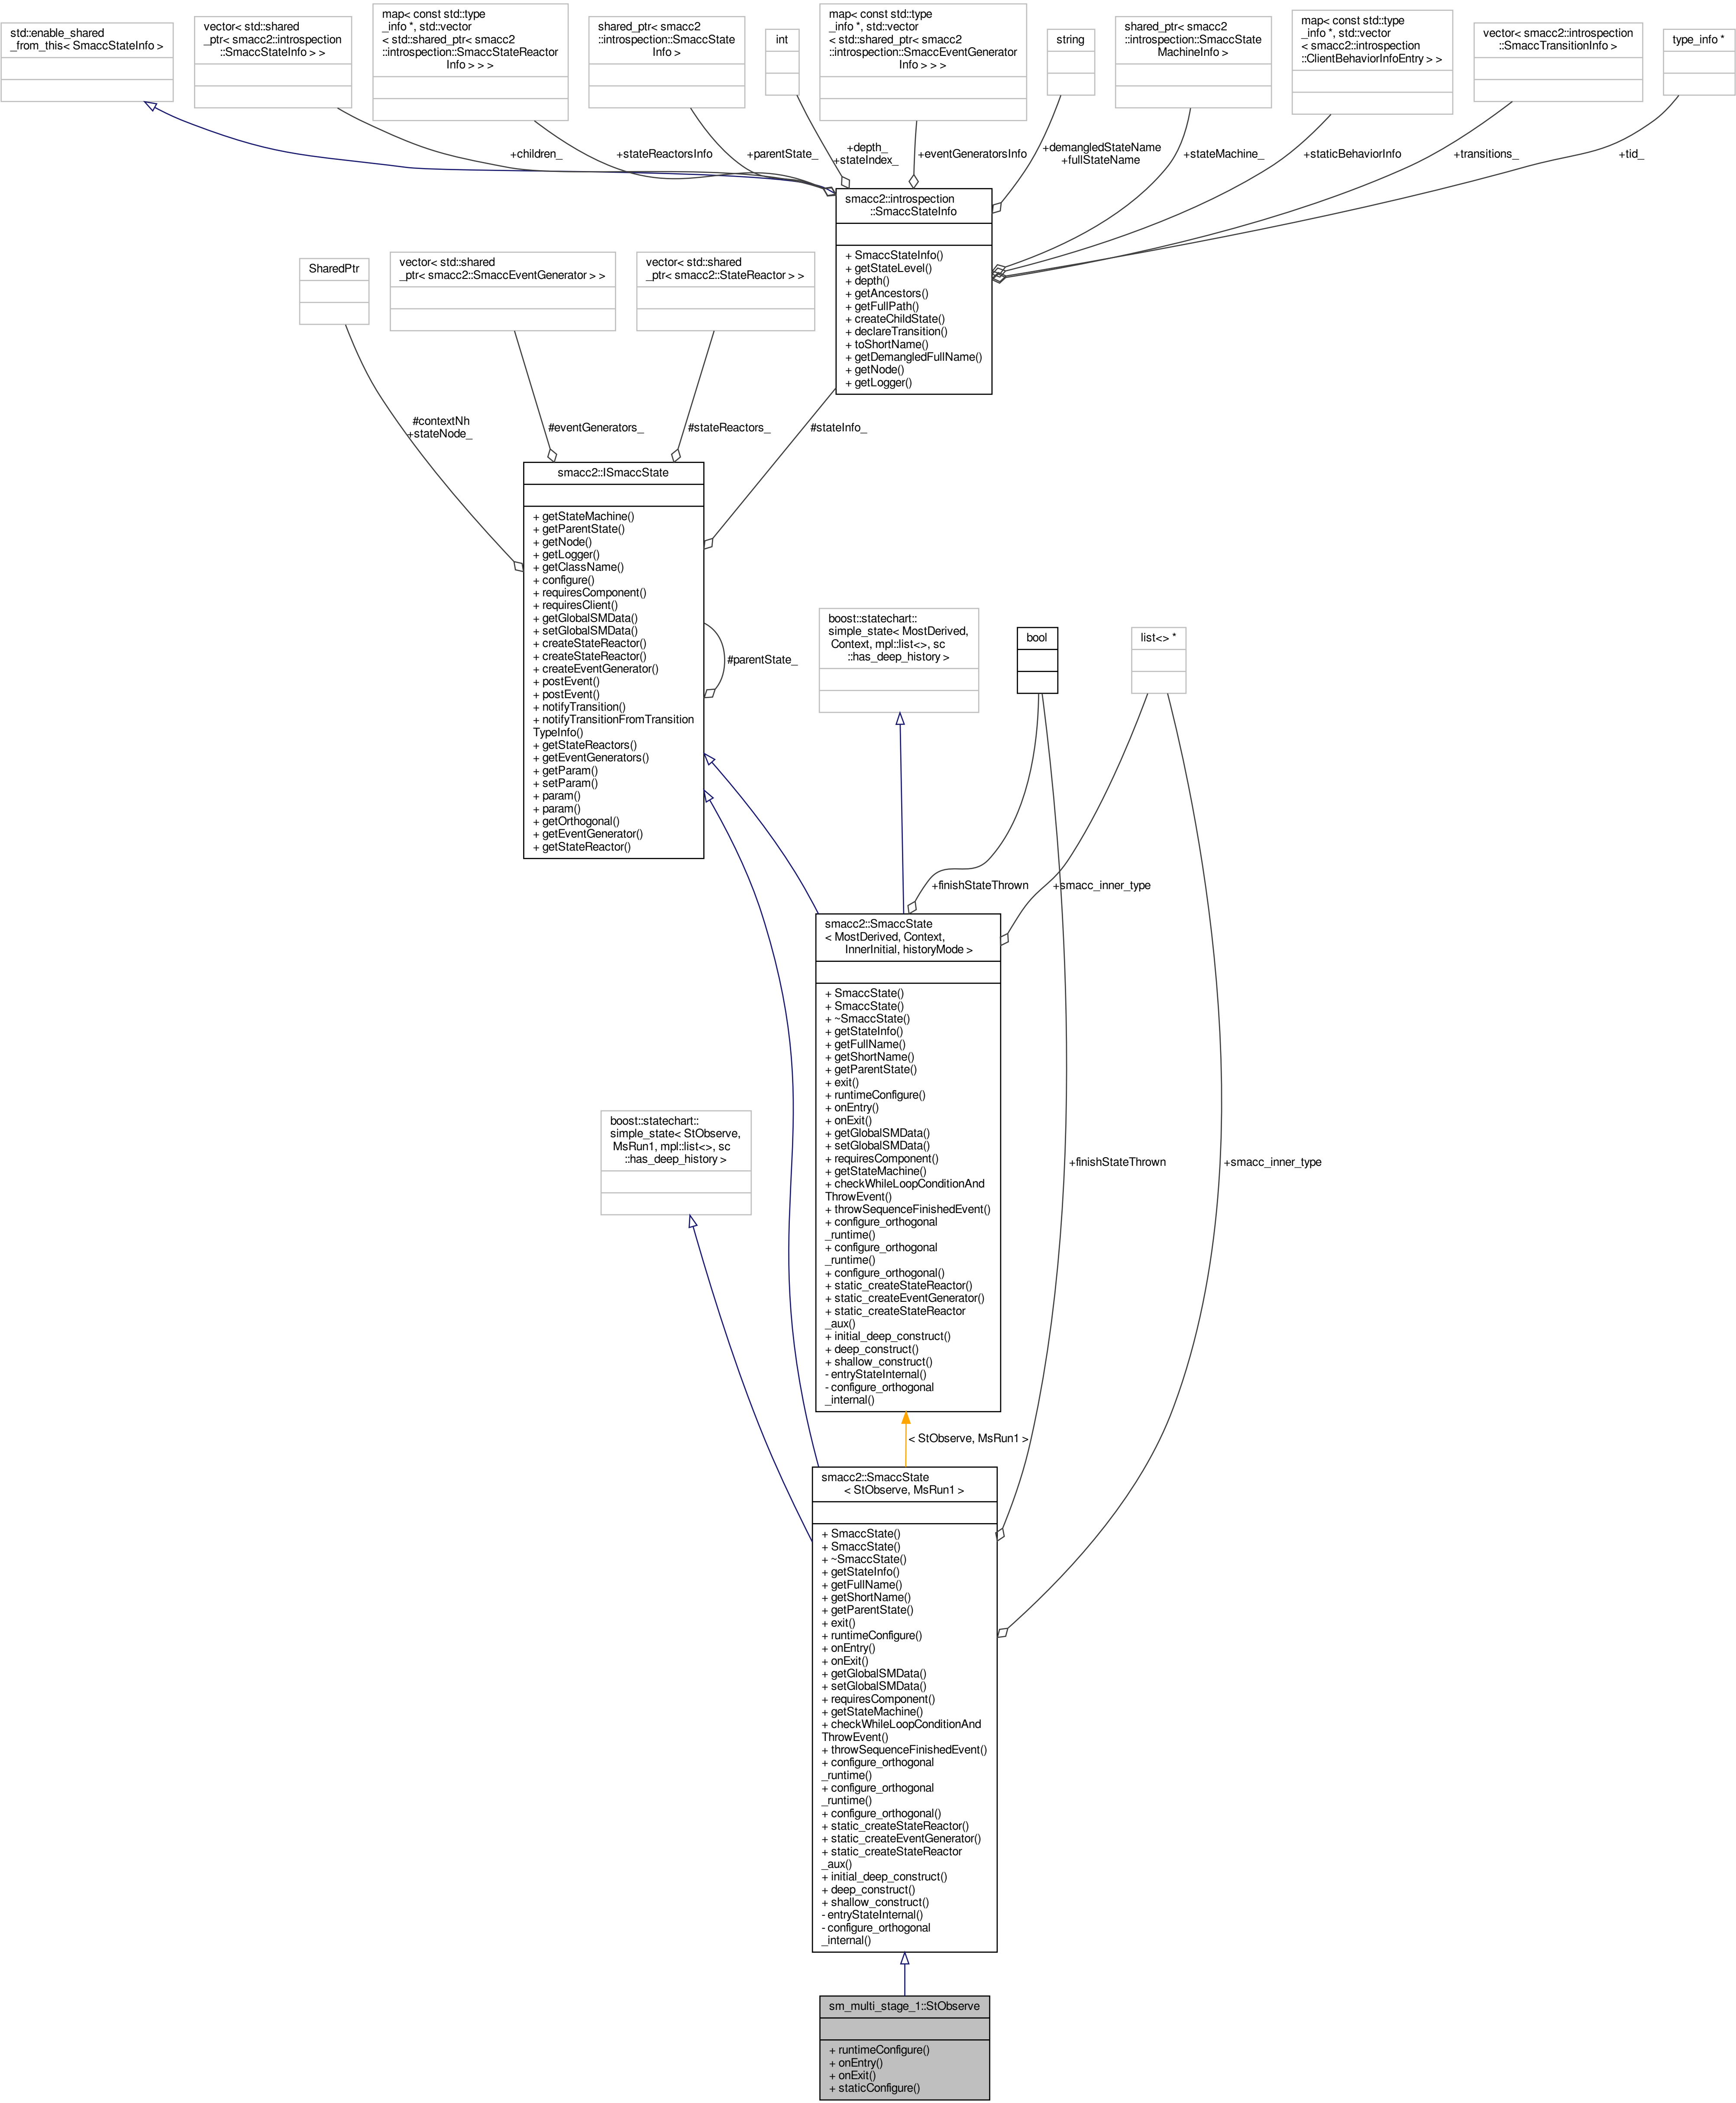 std::enable_shared
_from_this< SmaccStateInfo >
vector< std::shared
_ptr< smacc2::introspection
::SmaccStateInfo > >
map< const std::type
_info *, std::vector
< std::shared_ptr< smacc2
::introspection::SmaccStateReactor
Info > > >
shared_ptr< smacc2
::introspection::SmaccState
Info >
int
map< const std::type
_info *, std::vector
< std::shared_ptr< smacc2
::introspection::SmaccEventGenerator
Info > > >
string
shared_ptr< smacc2
::introspection::SmaccState
MachineInfo >
map< const std::type
_info *, std::vector
< smacc2::introspection
::ClientBehaviorInfoEntry > >
vector< smacc2::introspection
::SmaccTransitionInfo >
type_info *
+children_
+stateReactorsInfo
+parentState_
+depth_
+stateIndex_
+eventGeneratorsInfo
+demangledStateName
+fullStateName
+stateMachine_
+staticBehaviorInfo
+transitions_
+tid_
smacc2::introspection
::SmaccStateInfo
+ SmaccStateInfo()
+ getStateLevel()
+ depth()
+ getAncestors()
+ getFullPath()
+ createChildState()
+ declareTransition()
+ toShortName()
+ getDemangledFullName()
+ getNode()
+ getLogger()
SharedPtr
vector< std::shared
_ptr< smacc2::SmaccEventGenerator > >
vector< std::shared
_ptr< smacc2::StateReactor > >
#contextNh
+stateNode_
#eventGenerators_
#stateReactors_
#stateInfo_
smacc2::ISmaccState
+ getStateMachine()
+ getParentState()
+ getNode()
+ getLogger()
+ getClassName()
+ configure()
+ requiresComponent()
+ requiresClient()
+ getGlobalSMData()
+ setGlobalSMData()
+ createStateReactor()
+ createStateReactor()
+ createEventGenerator()
+ postEvent()
+ postEvent()
+ notifyTransition()
+ notifyTransitionFromTransition
TypeInfo()
+ getStateReactors()
+ getEventGenerators()
+ getParam()
+ setParam()
+ param()
+ param()
+ getOrthogonal()
+ getEventGenerator()
+ getStateReactor()
#parentState_
boost::statechart::
simple_state< MostDerived,
Context, mpl::list<>, sc
::has_deep_history >
bool
list<> *
+finishStateThrown
+smacc_inner_type
smacc2::SmaccState
< MostDerived, Context,
InnerInitial, historyMode >
+ SmaccState()
+ SmaccState()
+ ~SmaccState()
+ getStateInfo()
+ getFullName()
+ getShortName()
+ getParentState()
+ exit()
+ runtimeConfigure()
+ onEntry()
+ onExit()
+ getGlobalSMData()
+ setGlobalSMData()
+ requiresComponent()
+ getStateMachine()
+ checkWhileLoopConditionAnd
ThrowEvent()
+ throwSequenceFinishedEvent()
+ configure_orthogonal
_runtime()
+ configure_orthogonal
_runtime()
+ configure_orthogonal()
+ static_createStateReactor()
+ static_createEventGenerator()
+ static_createStateReactor
_aux()
+ initial_deep_construct()
+ deep_construct()
+ shallow_construct()
- entryStateInternal()
- configure_orthogonal
_internal()
boost::statechart::
simple_state< StObserve,
MsRun1, mpl::list<>, sc
::has_deep_history >
+finishStateThrown
+smacc_inner_type
< StObserve, MsRun1 >
smacc2::SmaccState
< StObserve, MsRun1 >
+ SmaccState()
+ SmaccState()
+ ~SmaccState()
+ getStateInfo()
+ getFullName()
+ getShortName()
+ getParentState()
+ exit()
+ runtimeConfigure()
+ onEntry()
+ onExit()
+ getGlobalSMData()
+ setGlobalSMData()
+ requiresComponent()
+ getStateMachine()
+ checkWhileLoopConditionAnd
ThrowEvent()
+ throwSequenceFinishedEvent()
+ configure_orthogonal
_runtime()
+ configure_orthogonal
_runtime()
+ configure_orthogonal()
+ static_createStateReactor()
+ static_createEventGenerator()
+ static_createStateReactor
_aux()
+ initial_deep_construct()
+ deep_construct()
+ shallow_construct()
- entryStateInternal()
- configure_orthogonal
_internal()
sm_multi_stage_1::StObserve
+ runtimeConfigure()
+ onEntry()
+ onExit()
+ staticConfigure()